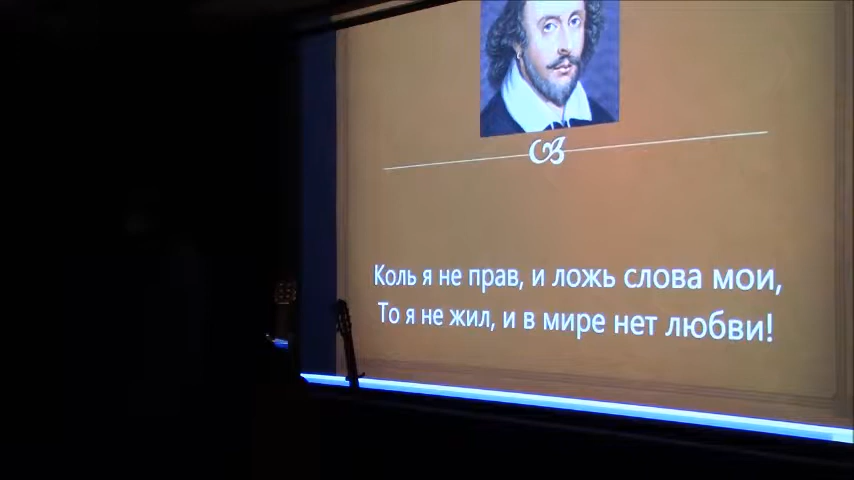 Коль я не прав, и ложь слова мои,
То я не жил, и в мире нет любви!